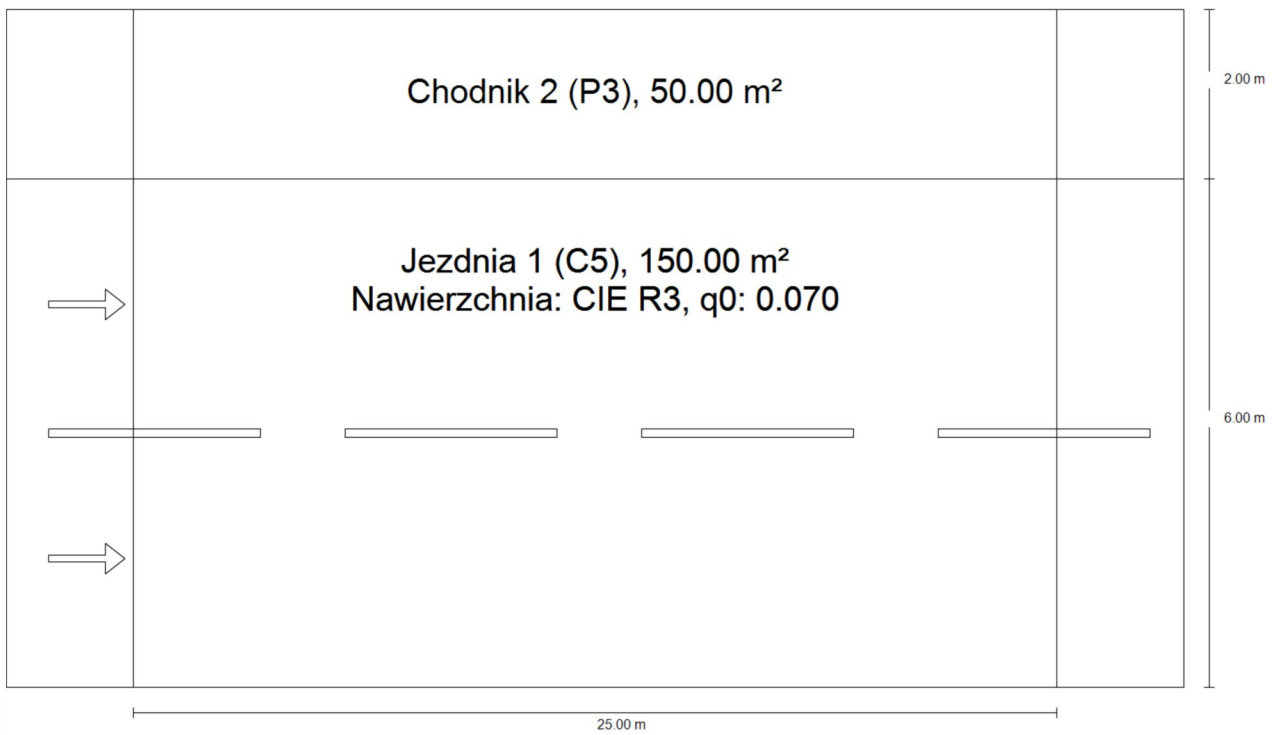 Chodnik 2 (P3), 50.00 m²
2.00 m
Jezdnia 1 (C5), 150.00 m²
Nawierzchnia: CIE R3, q0: 0.070
6.00 m
25.00 m